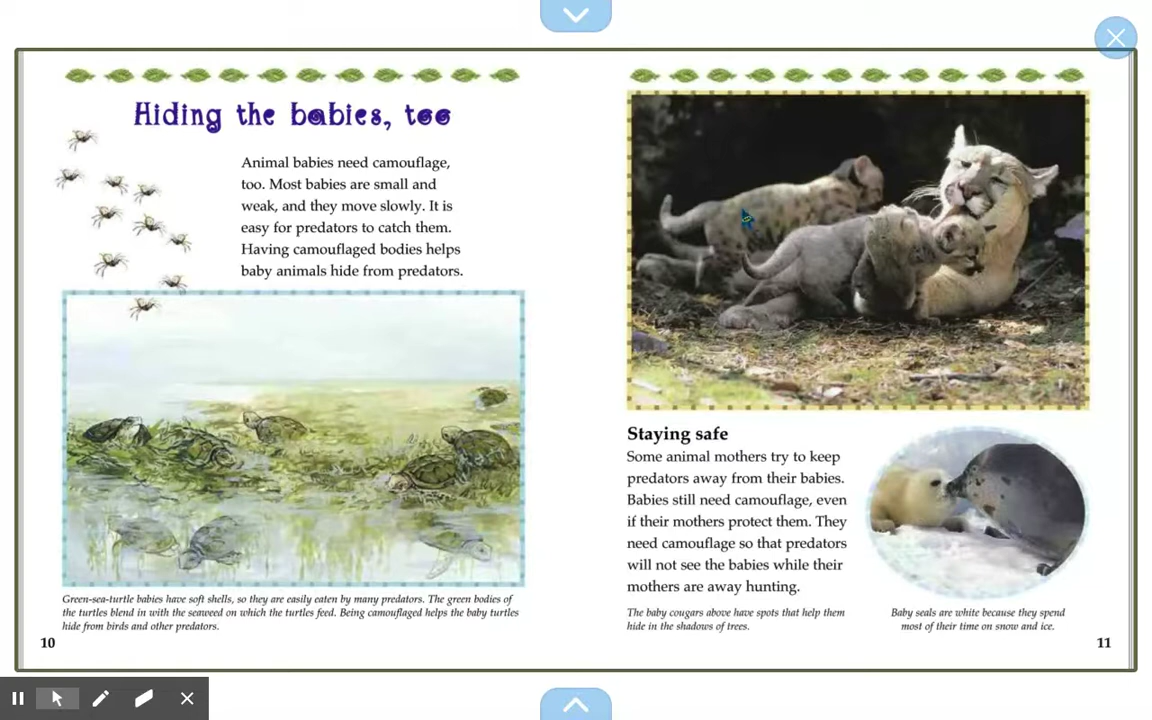 Hiding the babies, too
Animal babies need camouflage,
too. Most babies are small and
weak, and they move slowly. It is
easy for predators to catch them.
Having camouflaged bodies helps
baby animals hide from predators.
Green-sea-turtle babies have soft shells, so they are easily eaten by many predators. The green bodies of
the turtles blend in with the seaweed on which the turtles feed. Being camouflaged helps the baby turtles
hide from birds and other predators.
10
Staying safe
Some animal mothers try to keep
predators away from their babies.
Babies still need camouflage, even
if their mothers protect them. They
need camouflage so that predators
will not see the babies while their
mothers are away hunting.
The baby cougars above have spots that help them
hide in the shadows of trees.
Baby seals are white because they spend
most of their time on snow and ice.
11